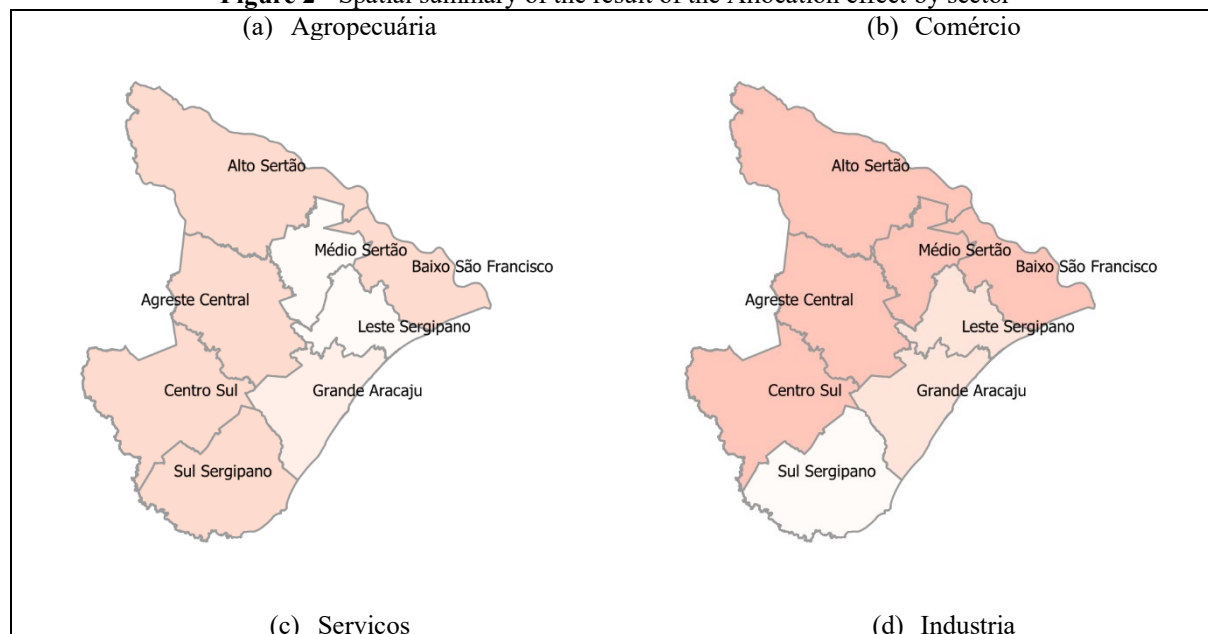 Figure 2 - Spatial summary of the result of the Allocation effect by sector
(a) Agropecuária
(b) Comércio
Alto Sertão
Médio Sertão
Baixo São Francisco
Agreste Central
Leste Sergipano
Centro Sul
Grande Aracaju
Sul Sergipano
Alto Sertão
Médio Sertão
Baixo São Francisco
Agreste Central
Leste Sergipano
Centro Sul
Grande Aracaju
Sul Sergipano
(c) Serviços
(d) Industria